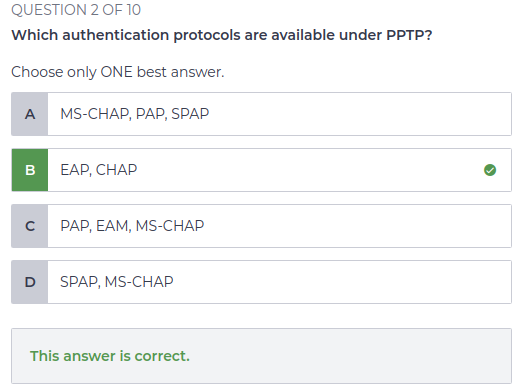 QUESTION 2 OF 10
Which authentication protocols are available under PPTP?
Choose only ONE best answer.
A MS-CHAP, PAP, SPAP
B EAP, CHAP
C PAP, EAM, MS-CHAP
D SPAP, MS-CHAP
This answer is correct.